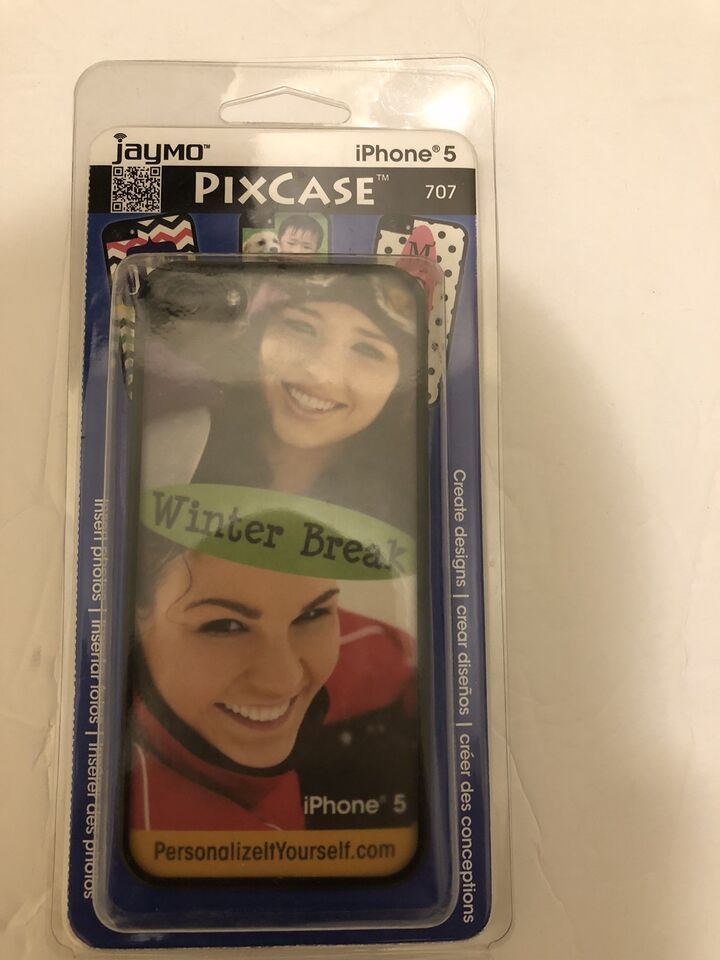 jaymo™
iPhone® 5
PIXCASE™
707
M
Winter Break
iPhone® 5
PersonalizeItYourself.com
Insert photos | insertar fotos | insérer des photos
Create designs | crear diseños | créer des conceptions